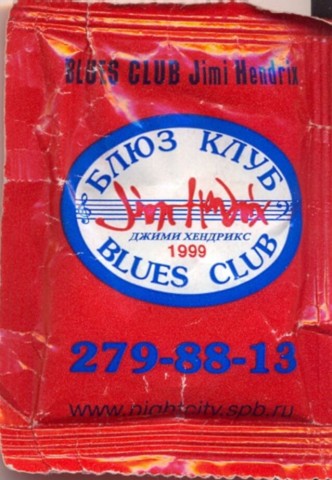 BLUES CLUB Jimi Hendrix
БЛЮЗ КЛУБ
Jimi Hendrix
ДЖИМИ ХЕНДРИКС
1999
BLUES CLUB
279-88-13
www.nightcity.spb.ru